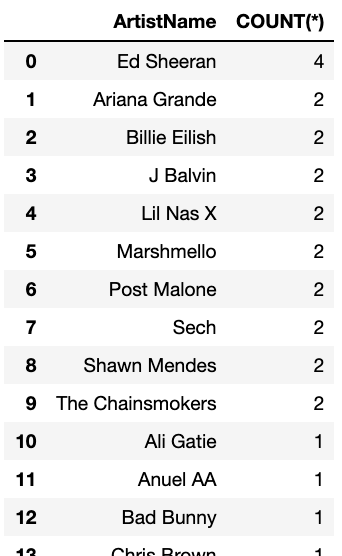 ArtistName COUNT(*)
0 Ed Sheeran 4
1 Ariana Grande 2
2 Billie Eilish 2
3 J Balvin 2
4 Lil Nas X 2
5 Marshmello 2
6 Post Malone 2
7 Sech 2
8 Shawn Mendes 2
9 The Chainsmokers 2
10 Ali Gatie 1
11 Anuel AA 1
12 Bad Bunny 1
13 Chris Brown 1